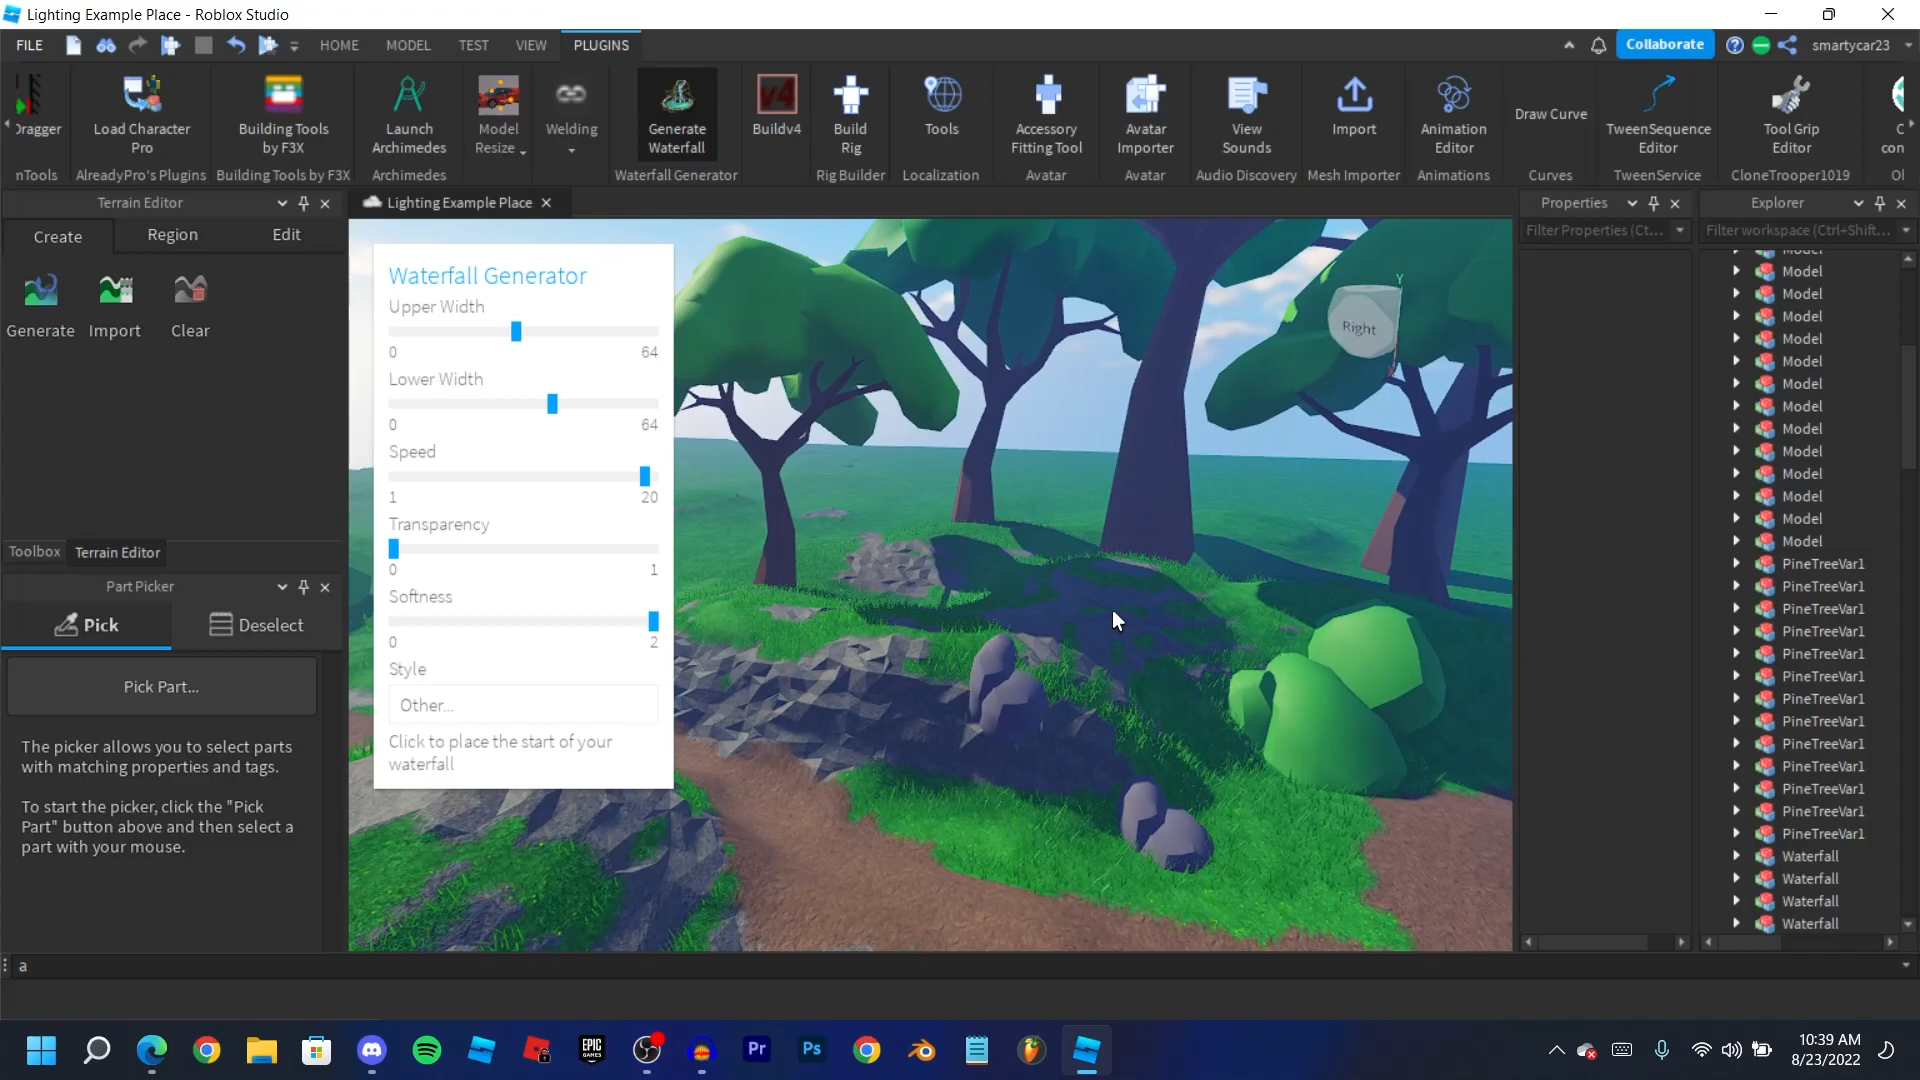 Lighting Example Place - Roblox Studio
FILE
HOME
MODEL
TEST
VIEW
PLUGINS
Collaborate
smartycar23
Dragger
Load Character
Pro
Building Tools
by F3X
Launch
Archimedes
Model
Resize
Welding
Generate
Waterfall
v4
Buildv4
Build
Rig
Tools
Accessory
Fitting Tool
Avatar
Importer
View
Sounds
Import
Animation
Editor
Draw Curve
TweenSequence
Editor
Tool Grip
Editor
C
con
nTools
AlreadyPro's Plugins
Building Tools by F3X
Archimedes
Waterfall Generator
Rig Builder
Localization
Avatar
Avatar
Audio Discovery
Mesh Importer
Animations
Curves
TweenService
CloneTrooper1019
Ol
Terrain Editor
Create
Region
Edit
Generate
Import
Clear
Toolbox
Terrain Editor
Part Picker
Pick
Deselect
Pick Part...
The picker allows you to select parts
with matching properties and tags.
To start the picker, click the "Pick
Part" button above and then select a
part with your mouse.
Lighting Example Place
Waterfall Generator
Upper Width
0
64
Lower Width
0
64
Speed
1
20
Transparency
0
1
Softness
0
2
Style
Other...
Click to place the start of your
waterfall
Y
Right
X
Properties
Filter Properties (Ct...
Explorer
Filter workspace (Ctrl+Shift...
Model
Model
Model
Model
Model
Model
Model
Model
Model
Model
Model
Model
Model
Model
PineTreeVar1
PineTreeVar1
PineTreeVar1
PineTreeVar1
PineTreeVar1
PineTreeVar1
PineTreeVar1
PineTreeVar1
PineTreeVar1
PineTreeVar1
PineTreeVar1
PineTreeVar1
PineTreeVar1
Waterfall
Waterfall
Waterfall
Waterfall
a
EPIC
GAMES
Pr
Ps
10:39 AM
8/23/2022